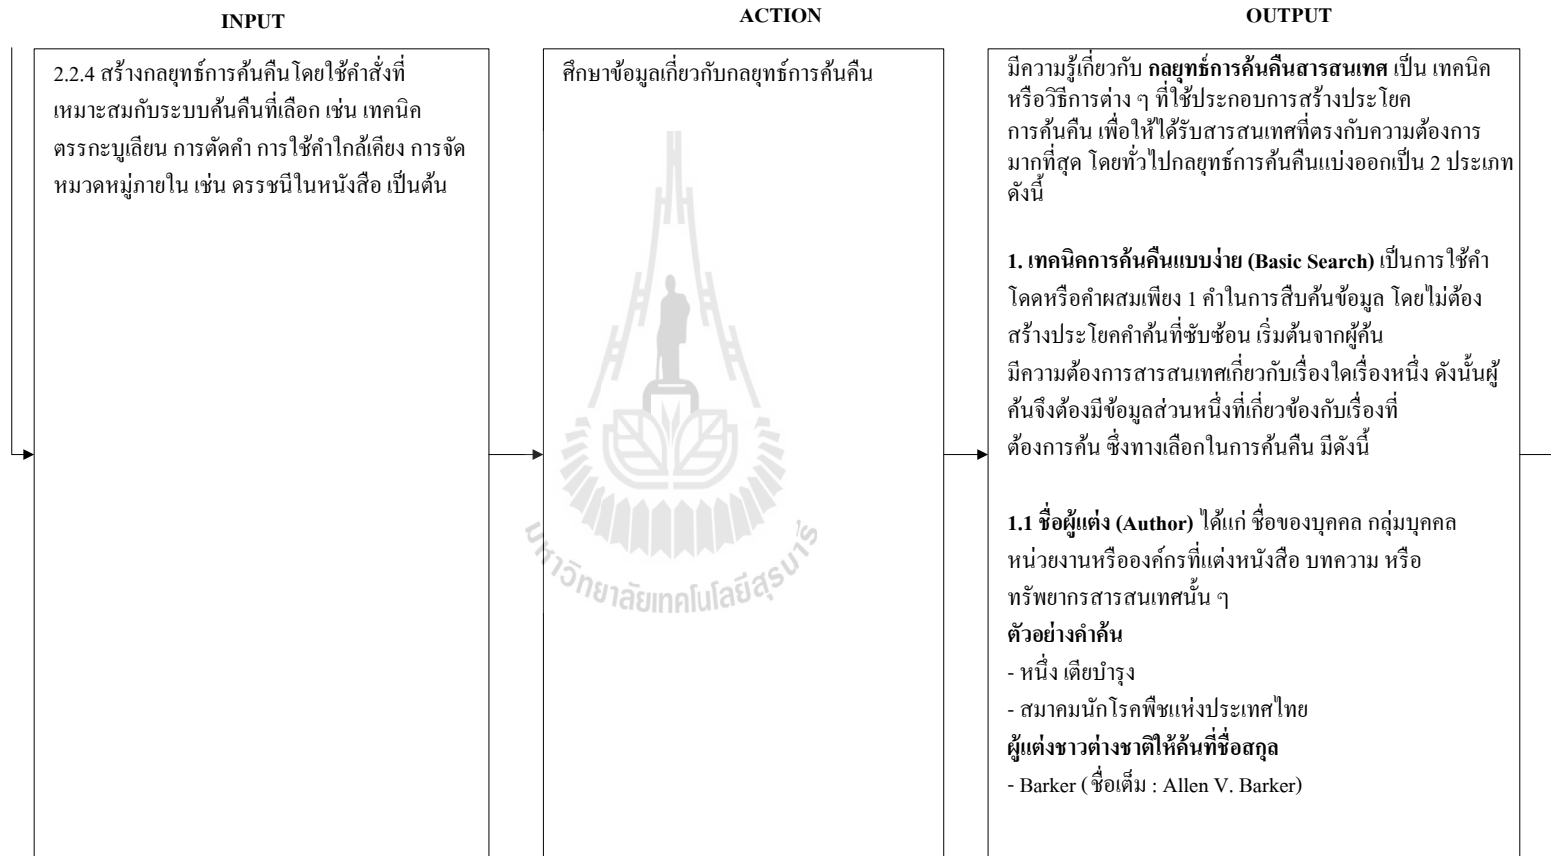 INPUT
ACTION
OUTPUT
2.2.4 สร้างกลยุทธ์การค้นคืนโดยใช้คำสั่งที่
เหมาะสมกับระบบค้นคืนที่เลือก เช่น เทคนิค
ตรรกะบูเลียน การตัดคำ การใช้คำใกล้เคียง การจัด
หมวดหมู่ภายใน เช่น ดรรชนีในหนังสือ เป็นต้น
ศึกษาข้อมูลเกี่ยวกับกลยุทธ์การค้นคืน
มีความรู้เกี่ยวกับ กลยุทธ์การค้นคืนสารสนเทศ เป็น เทคนิค
หรือวิธีการต่าง ๆ ที่ใช้ประกอบการสร้างประโยค
การค้นคืน เพื่อให้ได้รับสารสนเทศที่ตรงกับความต้องการ
มากที่สุด โดยทั่วไปกลยุทธ์การค้นคืนแบ่งออกเป็น 2 ประเภท
ดังนี้
1. เทคนิคการค้นคืนแบบง่าย (Basic Search) เป็นการใช้คำ
โดดหรือคำผสมเพียง 1 คำในการสืบค้นข้อมูล โดยไม่ต้อง
สร้างประโยคคำค้นที่ซับซ้อน เริ่มต้นจากผู้ค้น
มีความต้องการสารสนเทศเกี่ยวกับเรื่องใดเรื่องหนึ่ง ดังนั้นผู้
ค้นจึงต้องมีข้อมูลส่วนหนึ่งที่เกี่ยวข้องกับเรื่องที่
ต้องการค้น ซึ่งทางเลือกในการค้นคืน มีดังนี้
1.1 ชื่อผู้แต่ง (Author) ได้แก่ ชื่อของบุคคล กลุ่มบุคคล
หน่วยงานหรือองค์กรที่แต่งหนังสือ บทความ หรือ
ทรัพยากรสารสนเทศนั้น ๆ
ตัวอย่างคำค้น
- หนึ่ง เตียบำรุง
- สมาคมนักโรคพืชแห่งประเทศไทย
ผู้แต่งชาวต่างชาติให้ค้นที่ชื่อสกุล
- Barker (ชื่อเต็ม : Allen V. Barker)
มหาวิทยาลัยเทคโนโลยีสุรนารี